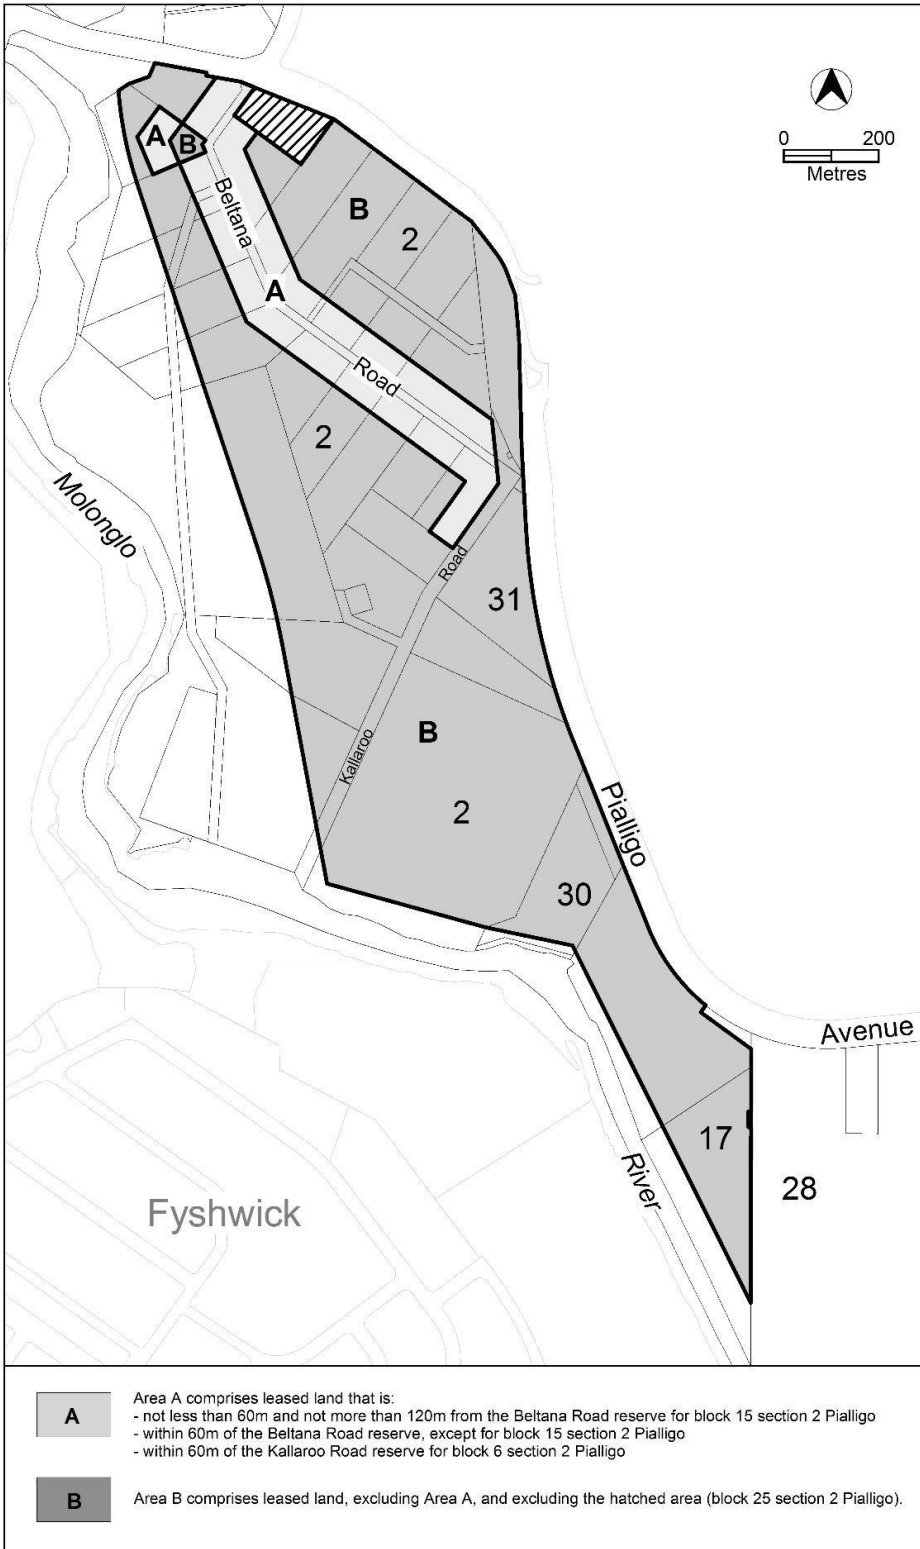 0 200
Metres
A
B
Beltana
B
2
A
Road
2
Molonglo
Road
31
B
Kallaroo
2
Pialligo
30
Avenue
17
River
28
Fyshwick
A
Area A comprises leased land that is:
- not less than 60m and not more than 120m from the Beltana Road reserve for block 15 section 2 Pialligo
- within 60m of the Beltana Road reserve, except for block 15 section 2 Pialligo
- within 60m of the Kallaroo Road reserve for block 6 section 2 Pialligo
B
Area B comprises leased land, excluding Area A, and excluding the hatched area (block 25 section 2 Pialligo).